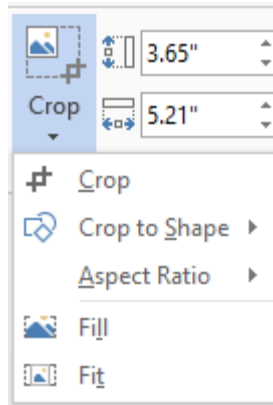 3.65"
Crop
5.21"
Crop
Crop to Shape
Aspect Ratio
Fill
Fit